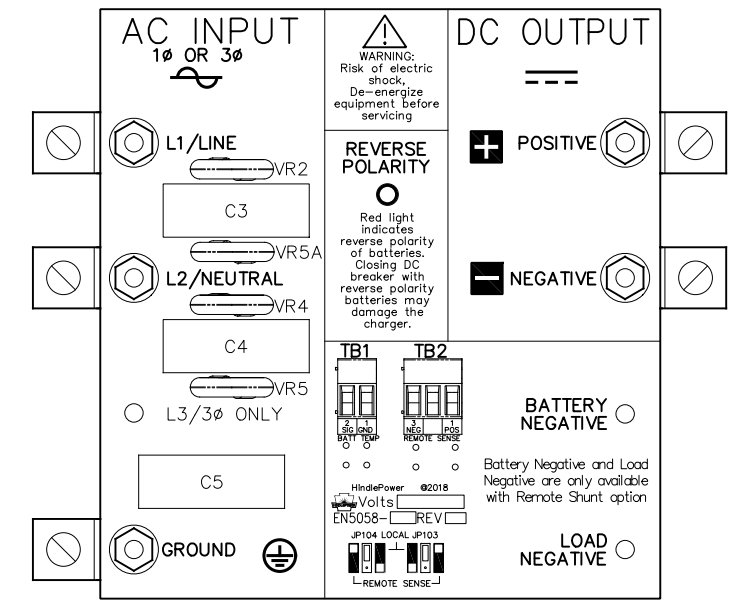 AC INPUT
1ø OR 3ø
L1/LINE
VR2
C3
VR5A
L2/NEUTRAL
VR4
C4
VR5
L3/3ø ONLY
C5
GROUND
WARNING:
Risk of electric
shock,
De-energize
equipment before
servicing
REVERSE
POLARITY
Red light
indicates
reverse polarity
of batteries.
Closing DC
breaker with
reverse polarity
batteries may
damage the
charger.
DC OUTPUT
+ POSITIVE
- NEGATIVE
TB1 TB2
2 1 3 1
SIG GND NEG POS
BATT TEMP REMOTE SENSE
HindlePower ©2018
Volts
EN5058- REV
JP104 LOCAL JP103
REMOTE SENSE
BATTERY
NEGATIVE
Battery Negative and Load
Negative are only available
with Remote Shunt option
LOAD
NEGATIVE